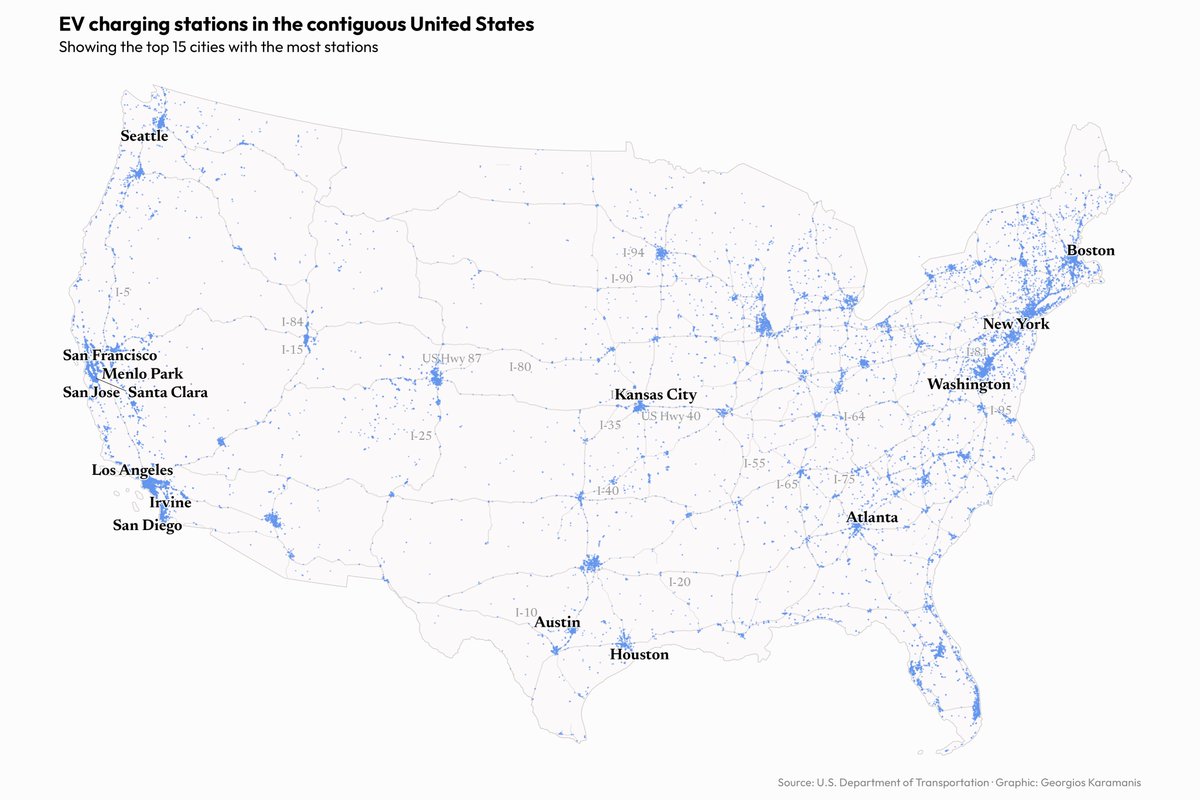 EV charging stations in the contiguous United States
Showing the top 15 cities with the most stations
Seattle
Boston
I-94
I-90
I-5
I-84
New York
I-15
I-81
San Francisco
US Hwy 87
I-80
Menlo Park
Washington
San Jose Santa Clara
Kansas City
I-95
US Hwy 40
I-64
I-35
I-25
I-55
Los Angeles
I-65
I-75
I-40
Irvine
San Diego
Atlanta
I-20
I-10
Austin
Houston
Source: U.S. Department of Transportation · Graphic: Georgios Karamanis